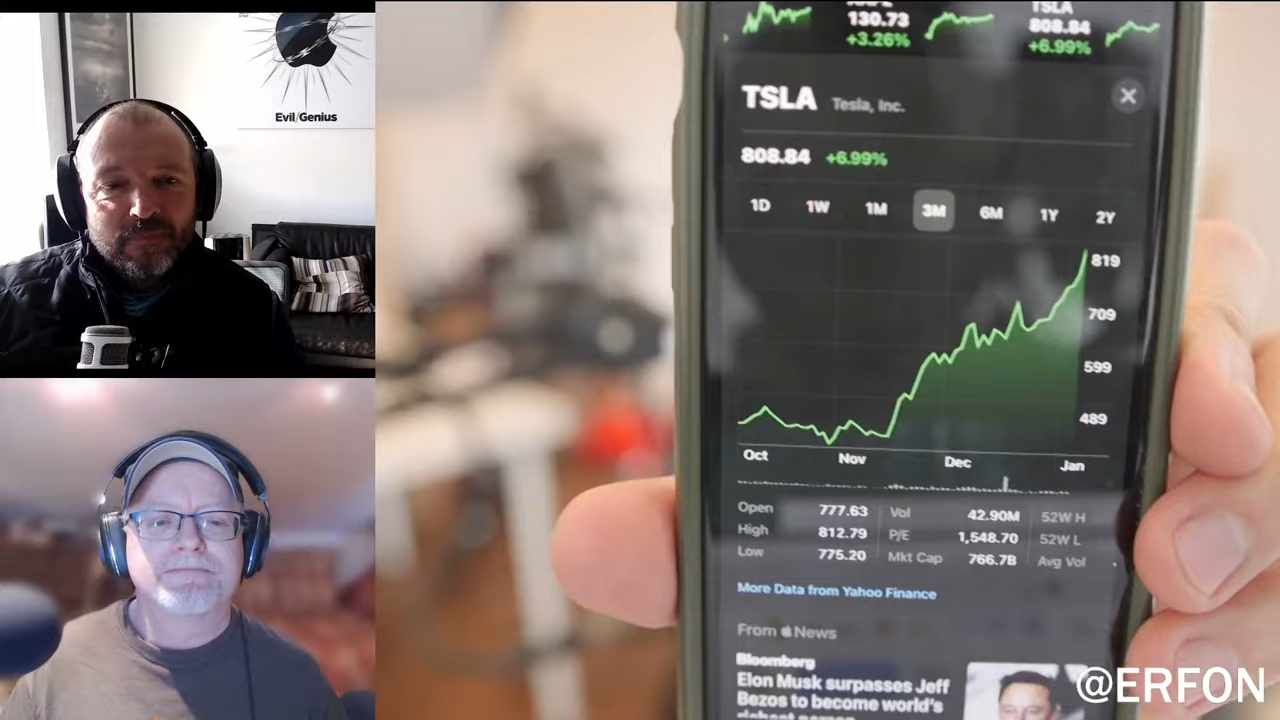 Evil/Genius
130.73
+3.26%
TSLA
808.84
+6.99%
TSLA Tesla, Inc.
808.84 +6.99%
1D 1W 1M 3M 6M 1Y 2Y
819
709
599
489
Oct Nov Dec Jan
Open 777.63 Vol 42.90M 52W H
High 812.79 P/E 1,548.70 52W L
Low 775.20 Mkt Cap 766.7B Avg Vol
More Data from Yahoo Finance
From News
Bloomberg
Elon Musk surpasses Jeff
Bezos to become world's
@ERFON